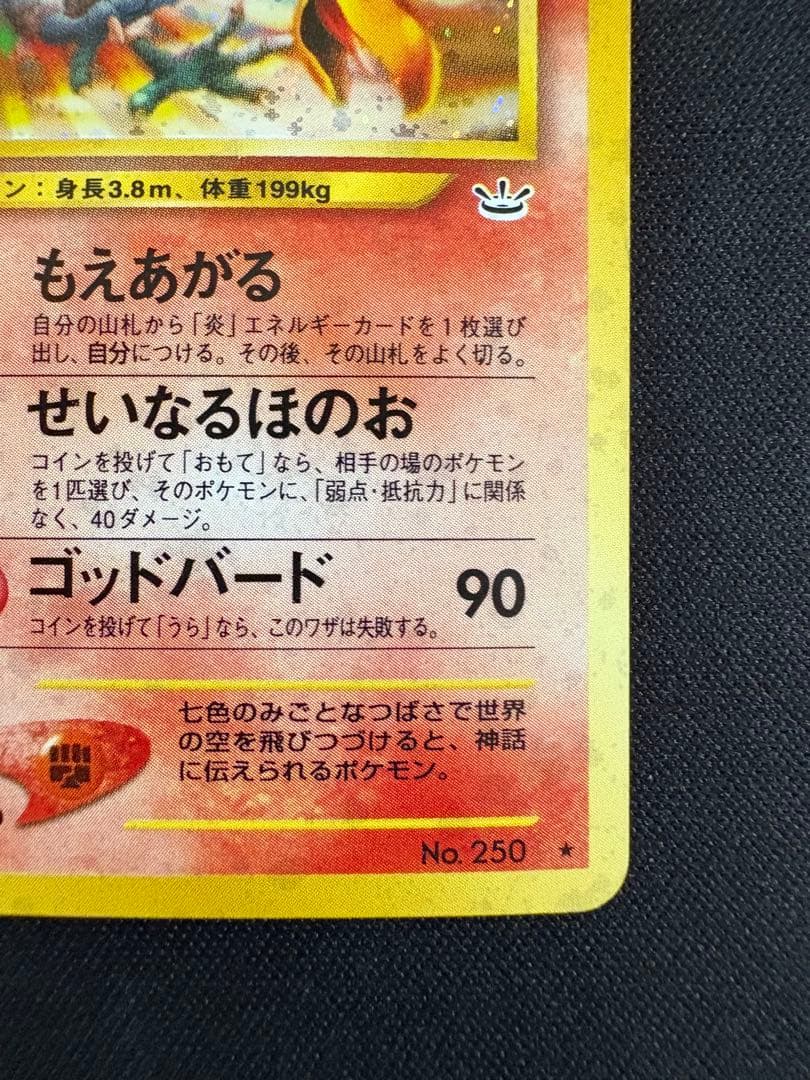 ン：身長3.8m、体重199kg
もえあがる
自分の山札から「炎」エネルギーカードを1枚選び
出し、自分につける。その後、その山札をよく切る。
せいなるほのお
コインを投げて「おもて」なら、相手の場のポケモン
を1匹選び、そのポケモンに、「弱点・抵抗力」に関係
なく、40ダメージ。
ゴッドバード 90
コインを投げて「うら」なら、このワザは失敗する。
七色のみごとなつばさで世界
の空を飛びつづけると、神話
に伝えられるポケモン。
No. 250 ★